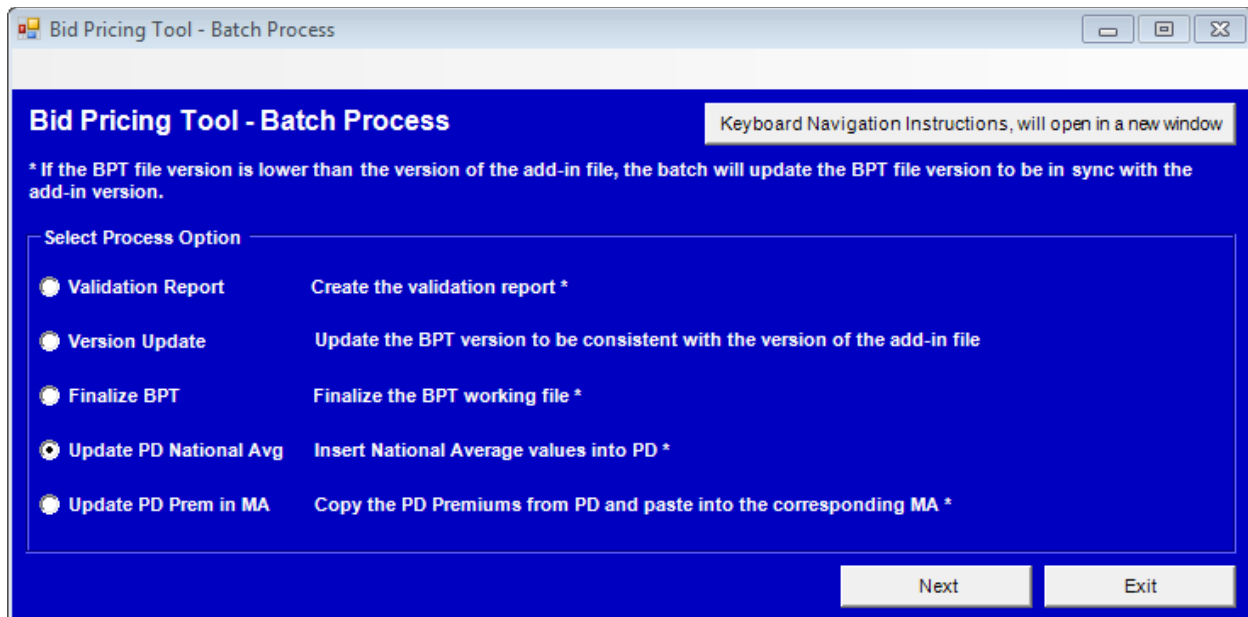 Bid Pricing Tool - Batch Process
Bid Pricing Tool - Batch Process
Keyboard Navigation Instructions, will open in a new window
* If the BPT file version is lower than the version of the add-in file, the batch will update the BPT file version to be in sync with the
add-in version.
Select Process Option
Validation Report Create the validation report *
Version Update Update the BPT version to be consistent with the version of the add-in file
Finalize BPT Finalize the BPT working file *
Update PD National Avg Insert National Average values into PD *
Update PD Prem in MA Copy the PD Premiums from PD and paste into the corresponding MA *
Next Exit